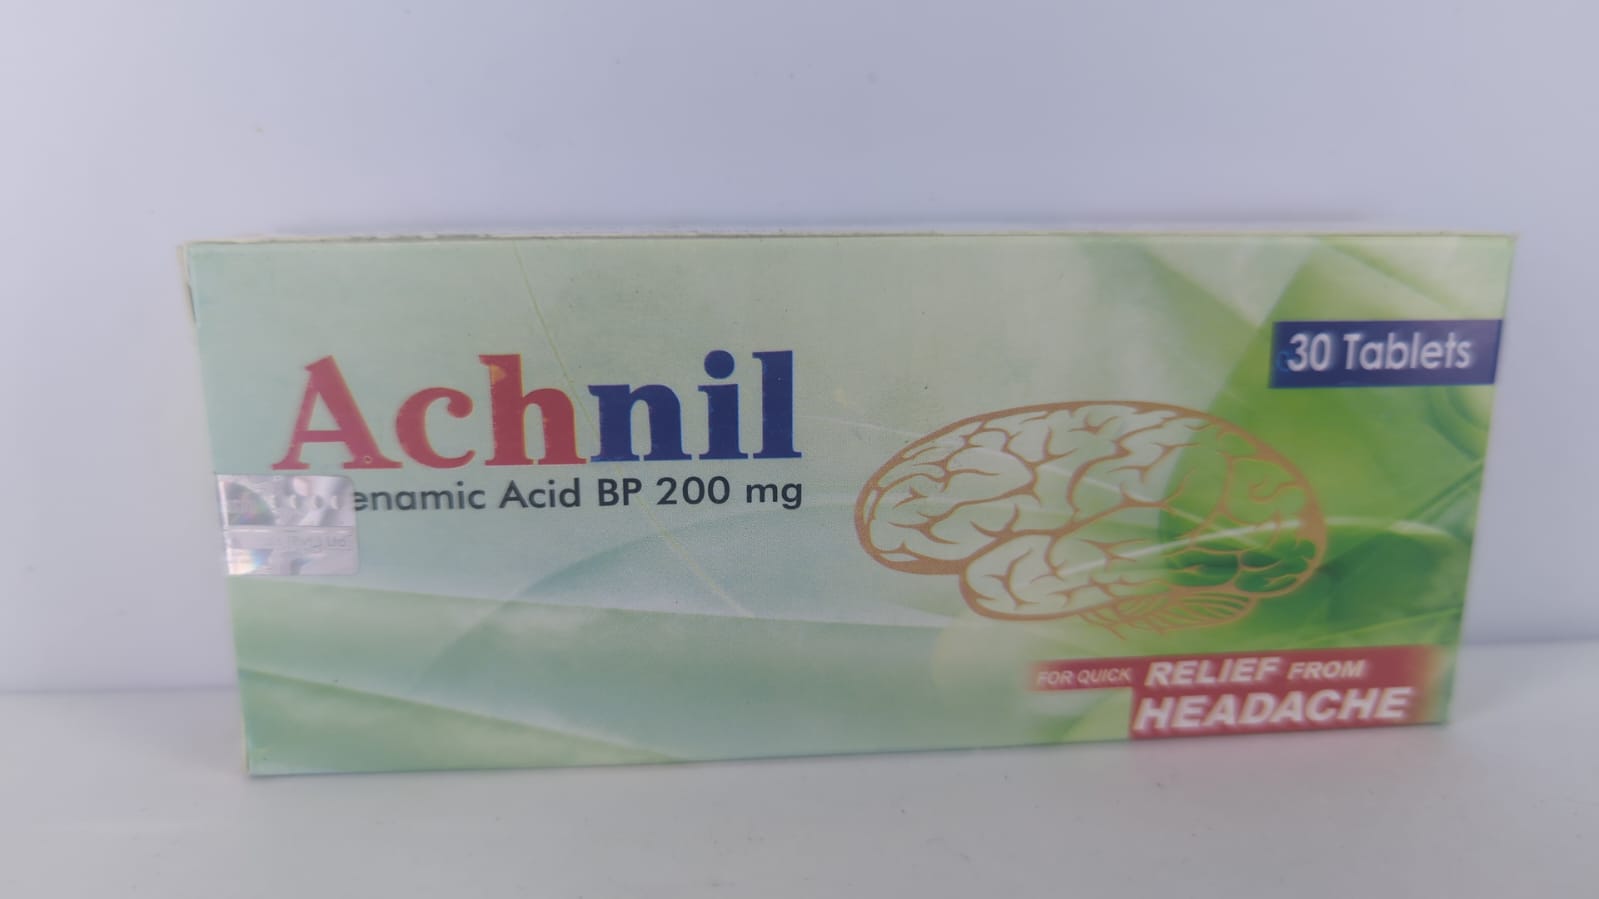 Achnil
enamic Acid BP 200 mg
30 Tablets
FOR QUICK RELIEF FROM
HEADACHE